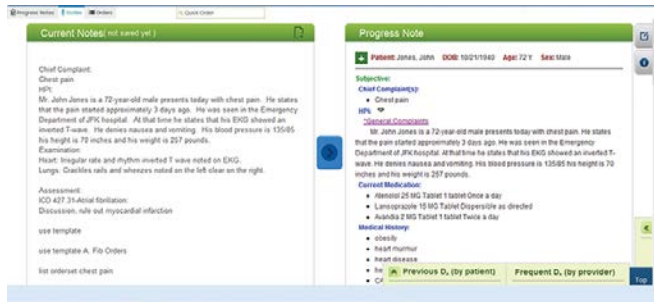 Progress Notes Scribe Orders Quick Order
Current Notes( not saved yet )
Chief Complaint:
Chest pain
HPI:
Mr. John Jones is a 72-year-old male presents today with chest pain. He states
that the pain started approximately 3 days ago. He was seen in the Emergency
Department of JFK hospital. At that time he states that his EKG showed an
inverted T-wave. He denies nausea and vomiting. His blood pressure is 135/85
his height is 70 inches and his weight is 257 pounds.
Examination:
Heart: Irregular rate and rhythm inverted T wave noted on EKG.
Lungs: Crackles rails and wheezes noted on the left clear on the right.
Assessment:
ICD 427.31-Atrial fibrillation:
Discussion, rule out myocardial infarction
use template
use template A. Fib Orders
list orderset chest pain
Progress Note
Patient: Jones, John DOB: 10/21/1940 Age: 72 Y Sex: Male
Subjective:
Chief Complaint(s):
Chest pain
HPI:
*General Complaints
Mr. John Jones is a 72-year-old male presents today with chest pain. He states
that the pain started approximately 3 days ago. He was seen in the Emergency
Department of JFK hospital. At that time he states that his EKG showed an inverted T-
wave. He denies nausea and vomiting. His blood pressure is 135/85 his height is 70
inches and his weight is 257 pounds.
Current Medication:
Atenolol 25 MG Tablet 1 tablet Once a day
Lansoprazole 15 MG Tablet Dispersible as directed
Avandia 2 MG Tablet 1 tablet Twice a day
Medical History:
obesity
heart murmur
heart disease
he
Previous Dx (by patient) Frequent Dx (by provider)
Top